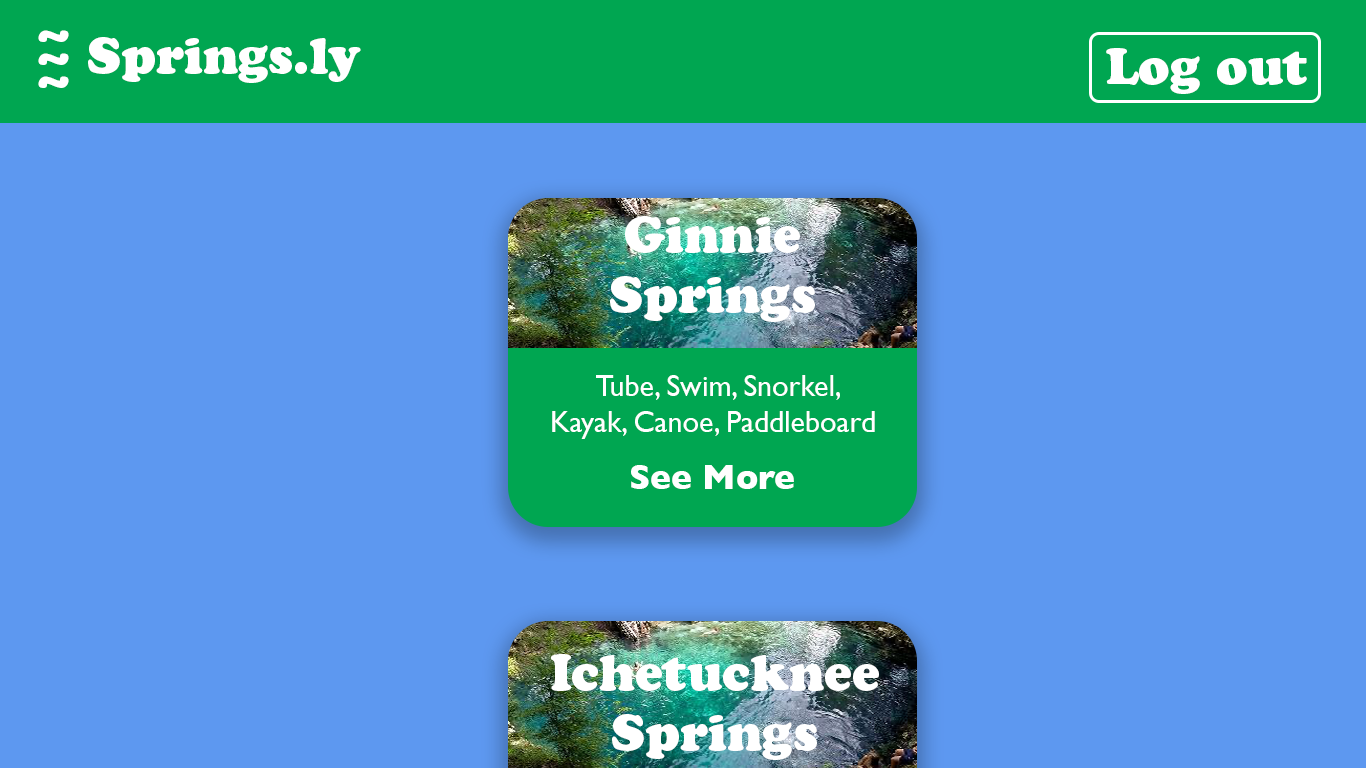 Springs.ly
Log out
Ginnie
Springs
Tube, Swim, Snorkel,
Kayak, Canoe, Paddleboard
See More
Ichetucknee
Springs